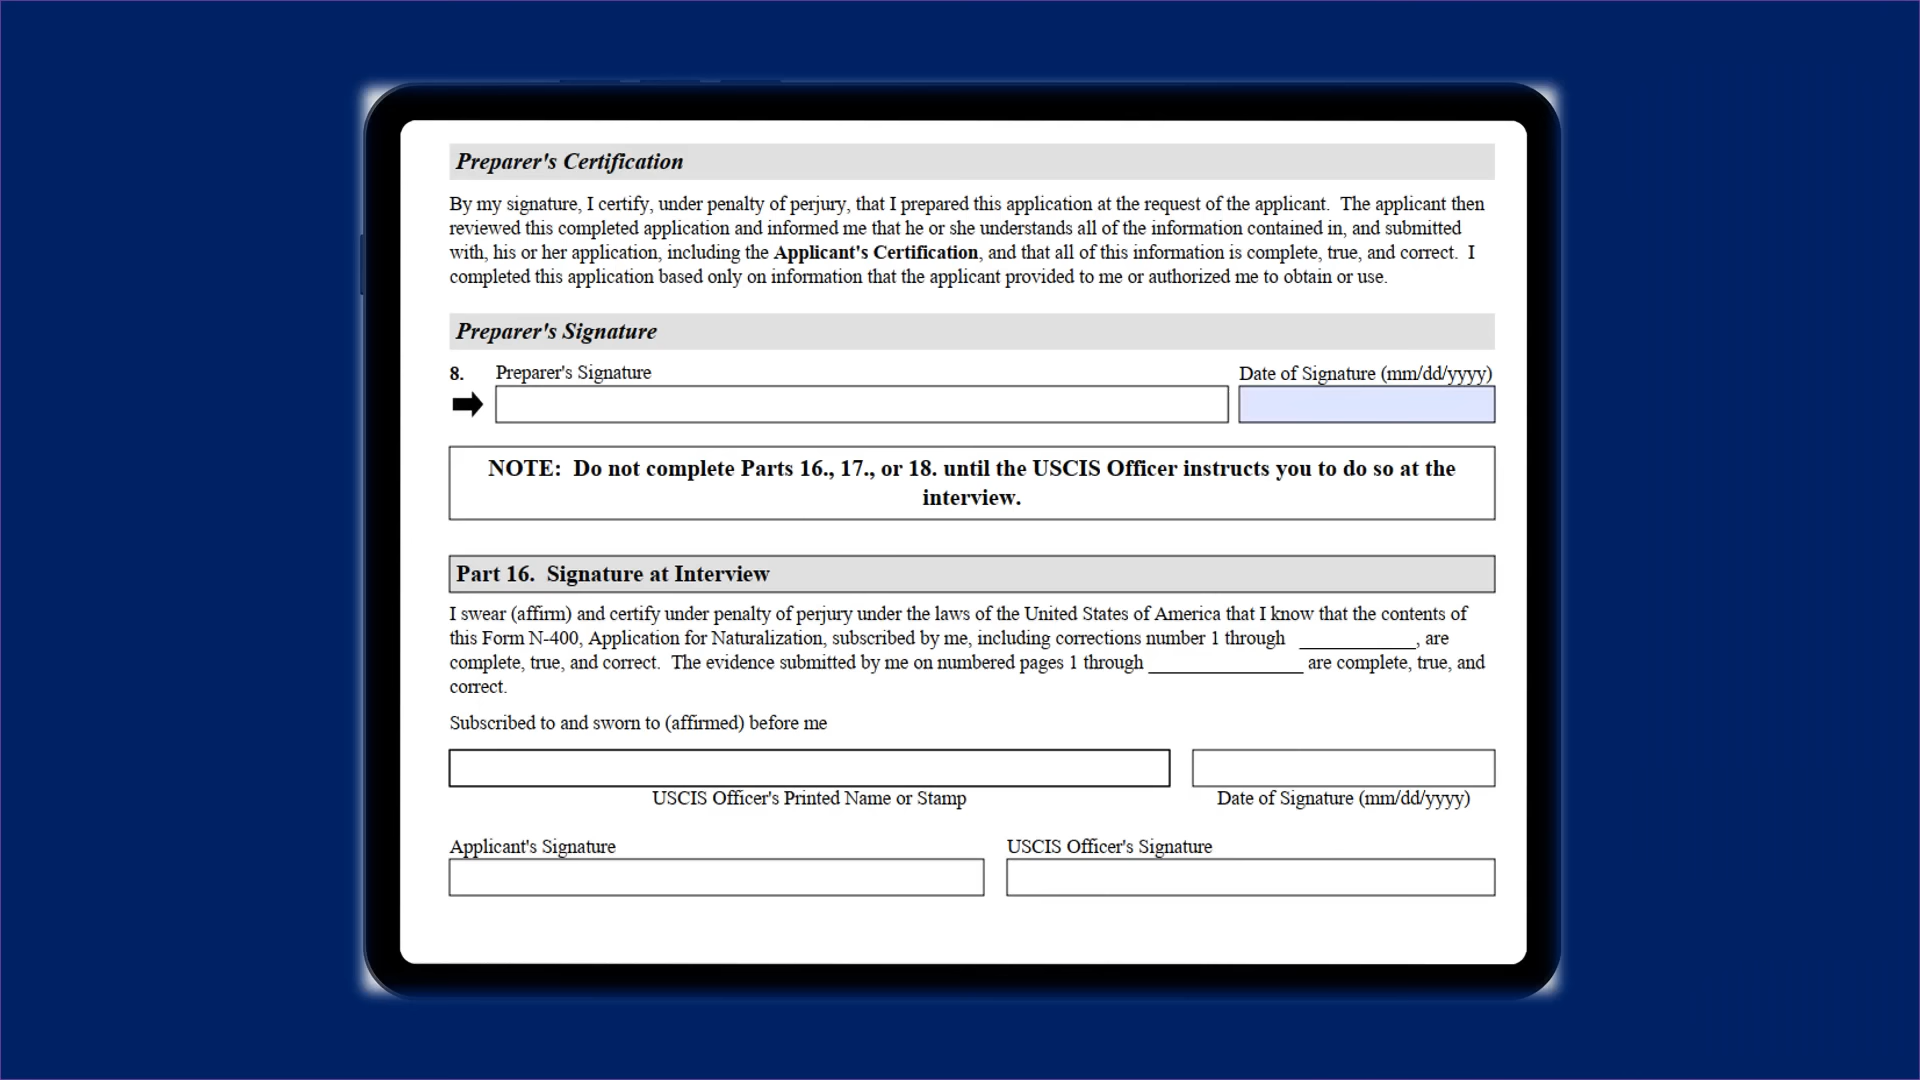 Preparer's Certification
By my signature, I certify, under penalty of perjury, that I prepared this application at the request of the applicant.  The applicant then
reviewed this completed application and informed me that he or she understands all of the information contained in, and submitted
with, his or her application, including the Applicant's Certification, and that all of this information is complete, true, and correct.  I
completed this application based only on information that the applicant provided to me or authorized me to obtain or use.
Preparer's Signature
8. Preparer's Signature Date of Signature (mm/dd/yyyy)
NOTE:  Do not complete Parts 16., 17., or 18. until the USCIS Officer instructs you to do so at the
interview.
Part 16.  Signature at Interview
I swear (affirm) and certify under penalty of perjury under the laws of the United States of America that I know that the contents of
this Form N-400, Application for Naturalization, subscribed by me, including corrections number 1 through ____________, are
complete, true, and correct.  The evidence submitted by me on numbered pages 1 through ________________ are complete, true, and
correct.
Subscribed to and sworn to (affirmed) before me
USCIS Officer's Printed Name or Stamp Date of Signature (mm/dd/yyyy)
Applicant's Signature USCIS Officer's Signature